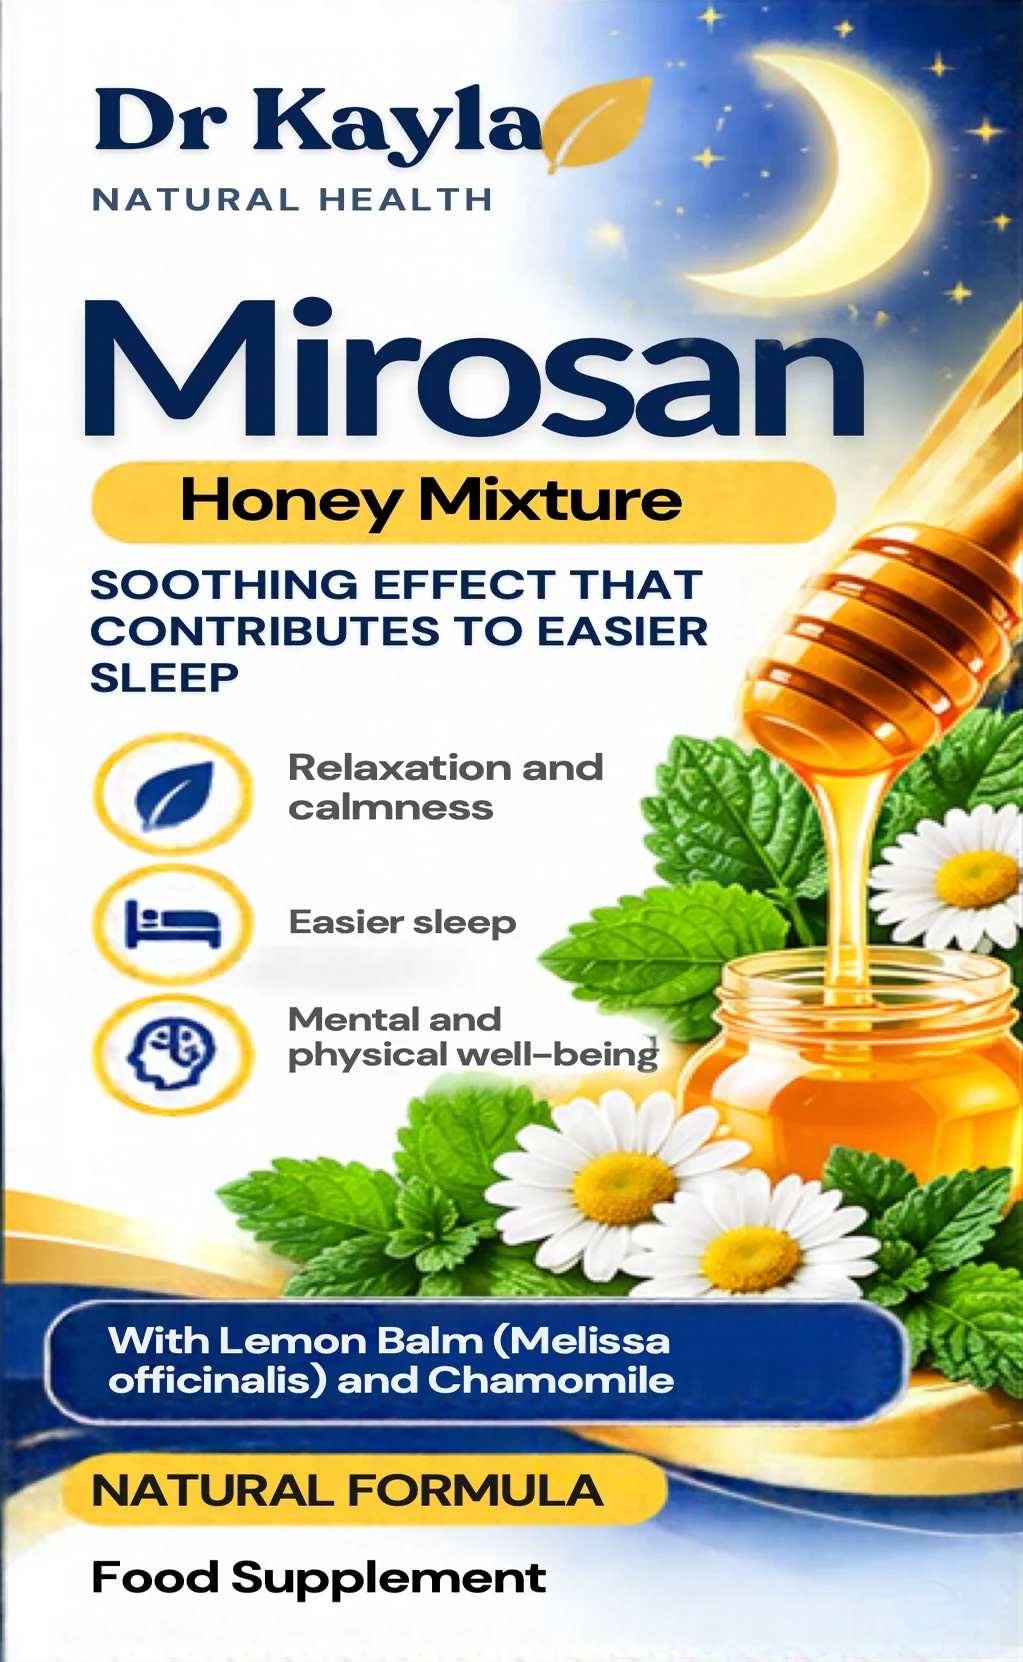 Dr Kayla
NATURAL HEALTH
Mirosan
Honey Mixture
SOOTHING EFFECT THAT
CONTRIBUTES TO EASIER
SLEEP
Relaxation and
calmness
Easier sleep
Mental and
physical well–being
With Lemon Balm (Melissa
officinalis) and Chamomile
NATURAL FORMULA
Food Supplement